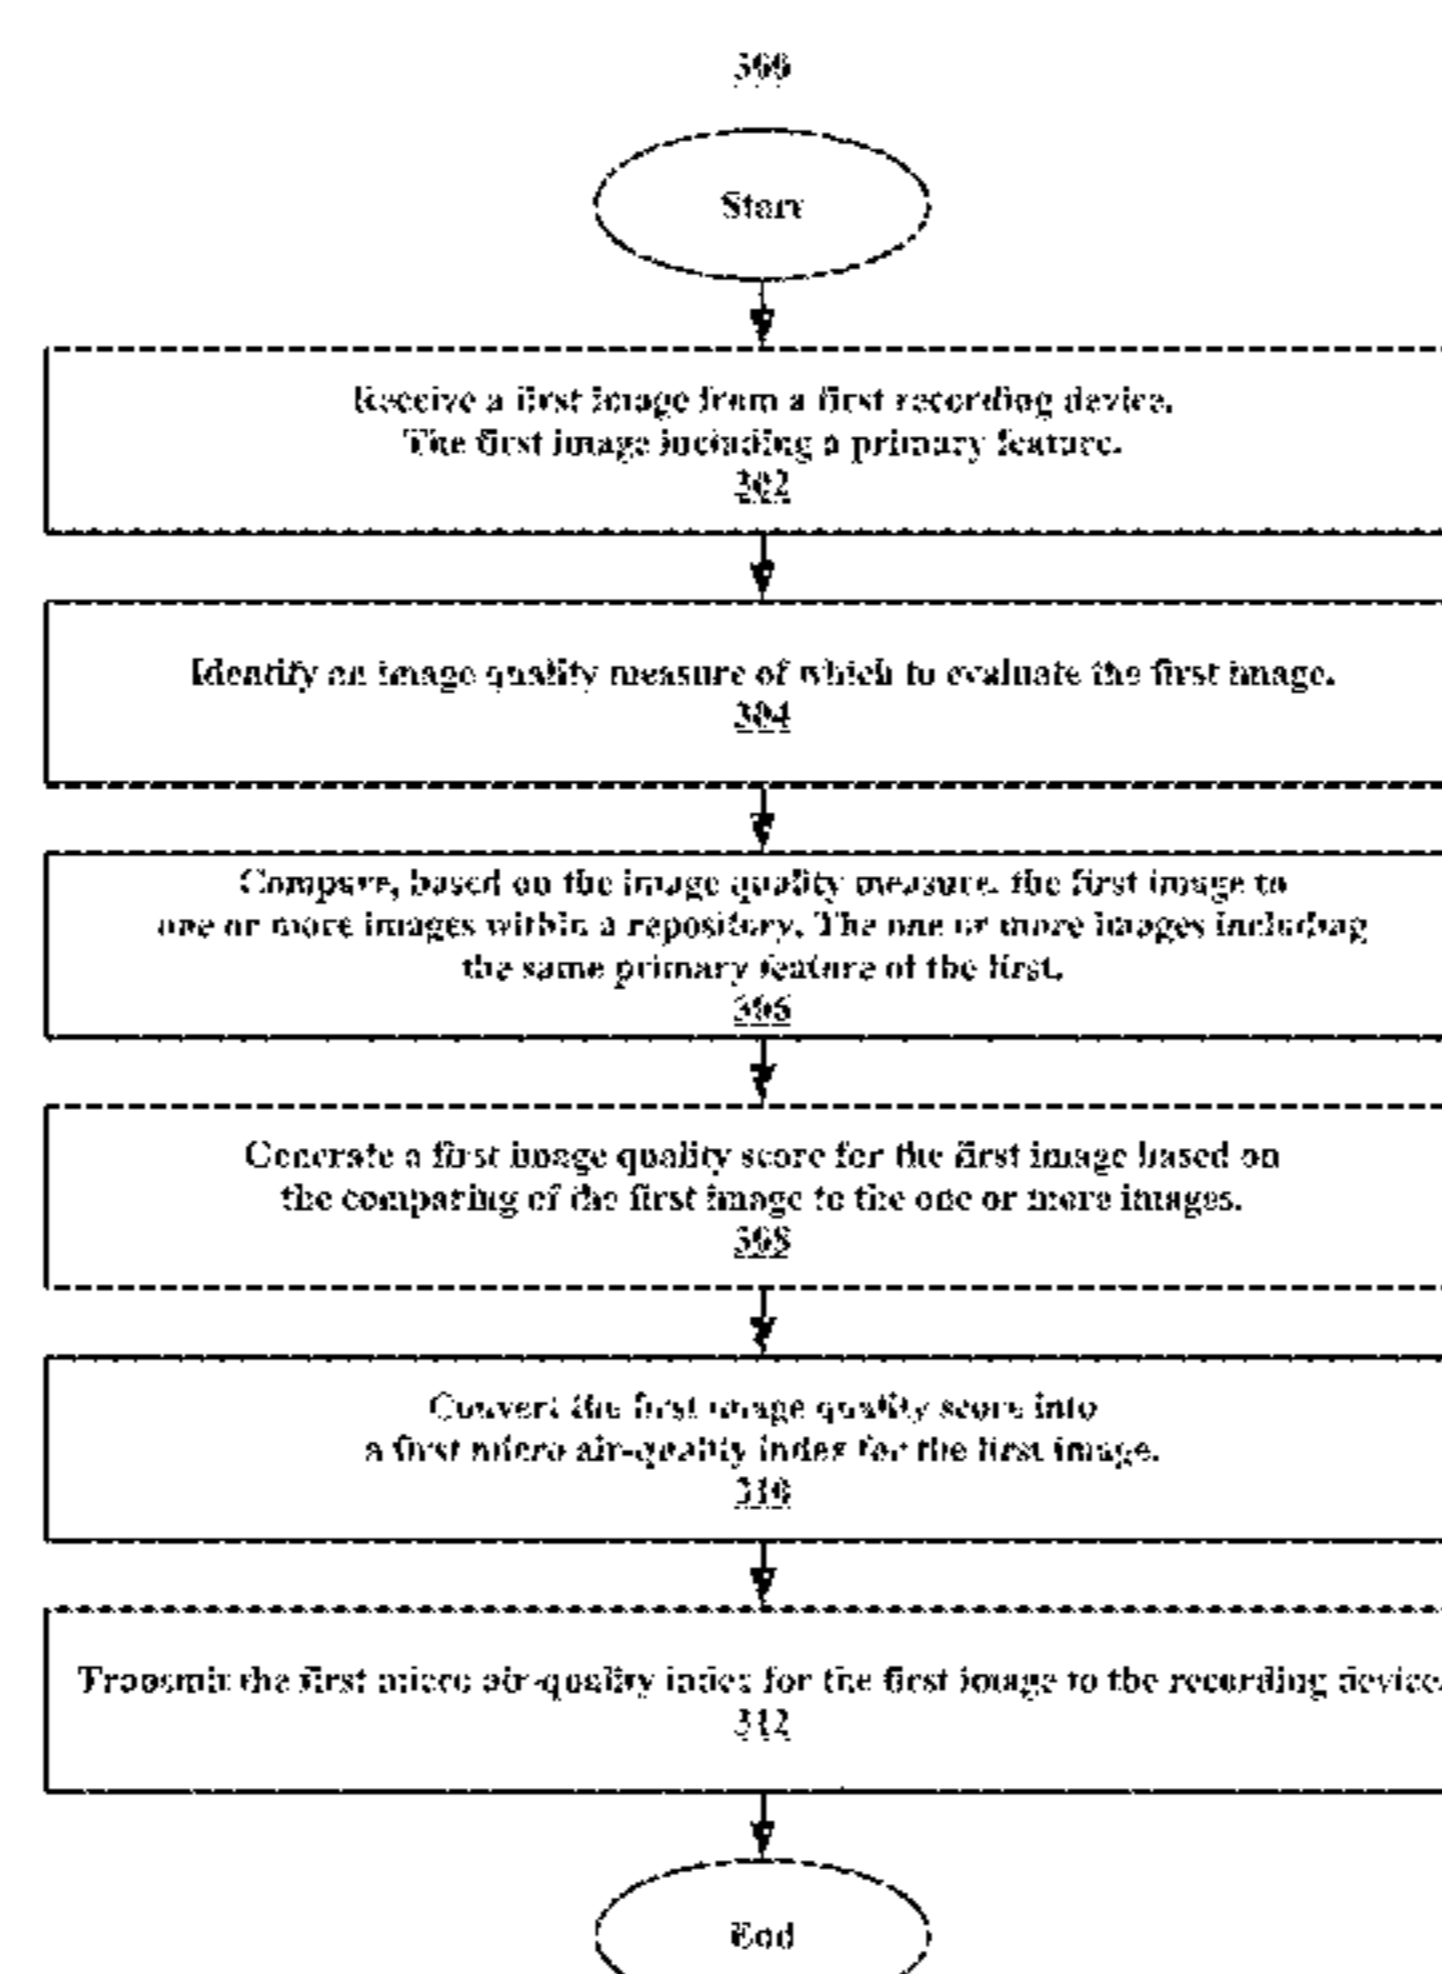 300
Start
Receive a first image from a first recording device.
The first image including a primary feature.
302
Identify an image quality measure of which to evaluate the first image.
304
Compare, based on the image quality measure, the first image to
one or more images within a repository. The one or more images including
the same primary feature of the first.
306
Generate a first image quality score for the first image based on
the comparing of the first image to the one or more images.
308
Convert the first image quality score into
a first micro air-quality index for the first image.
310
Transmit the first micro air-quality index for the first image to the recording device.
312
End